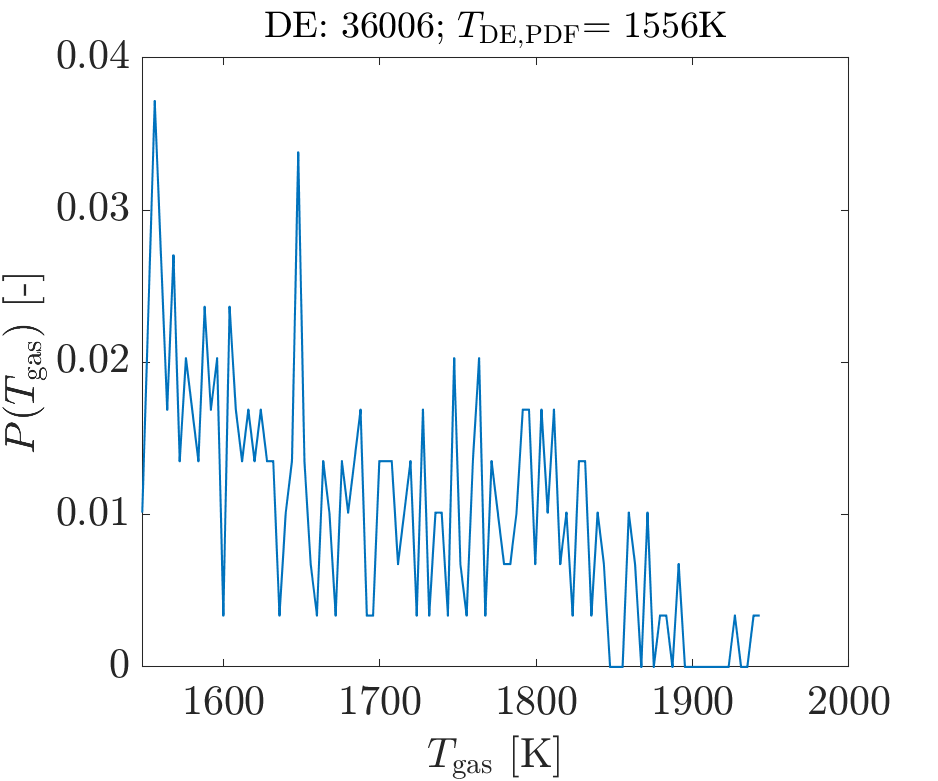 DE: 36006; T_DE,PDF= 1556K
0.04
0.03
0.02
0.01
0
P(T_gas) [-]
1600 1700 1800 1900 2000
T_gas [K]